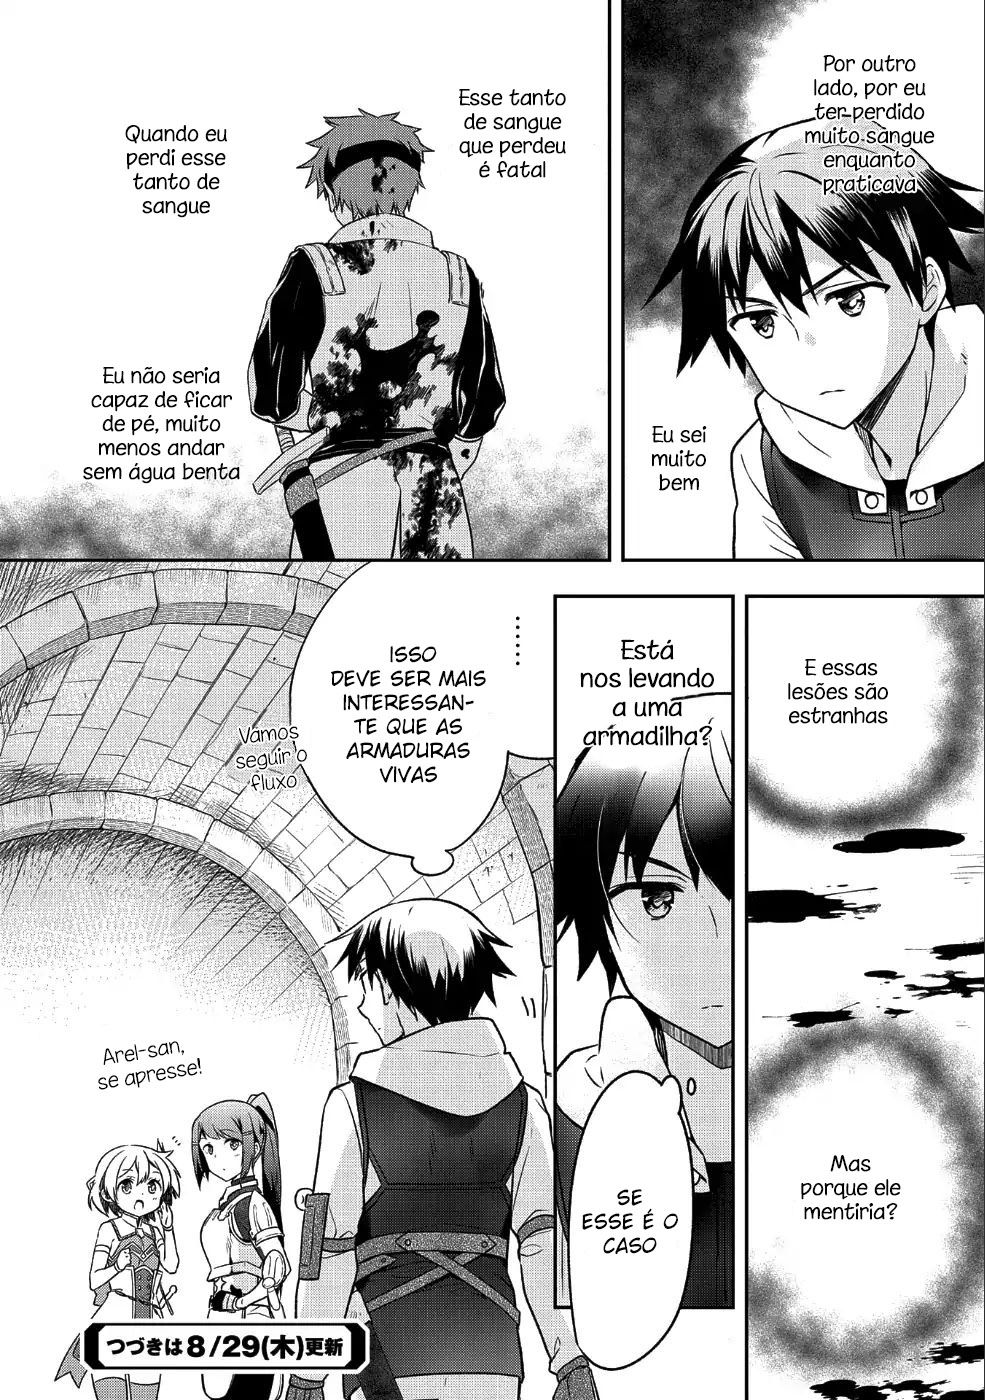 Por outro
lado, por eu
ter perdido
muito sangue
enquanto
praticava
Eu sei
muito
bem
Esse tanto
de sangue
que perdeu
é fatal
Quando eu
perdi esse
tanto de
sangue
Eu não seria
capaz de ficar
de pé, muito
menos andar
sem água benta
E essas
lesões são
estranhas
Mas
porque ele
mentiria?
Está
nos levando
a uma
armadilha?
SE
ESSE É O
CASO
......
ISSO
DEVE SER MAIS
INTERESSAN-
TE QUE AS
ARMADURAS
VIVAS
Vamos
seguir o
fluxo
Arel-san,
se apresse!
つづきは8/29(木)更新